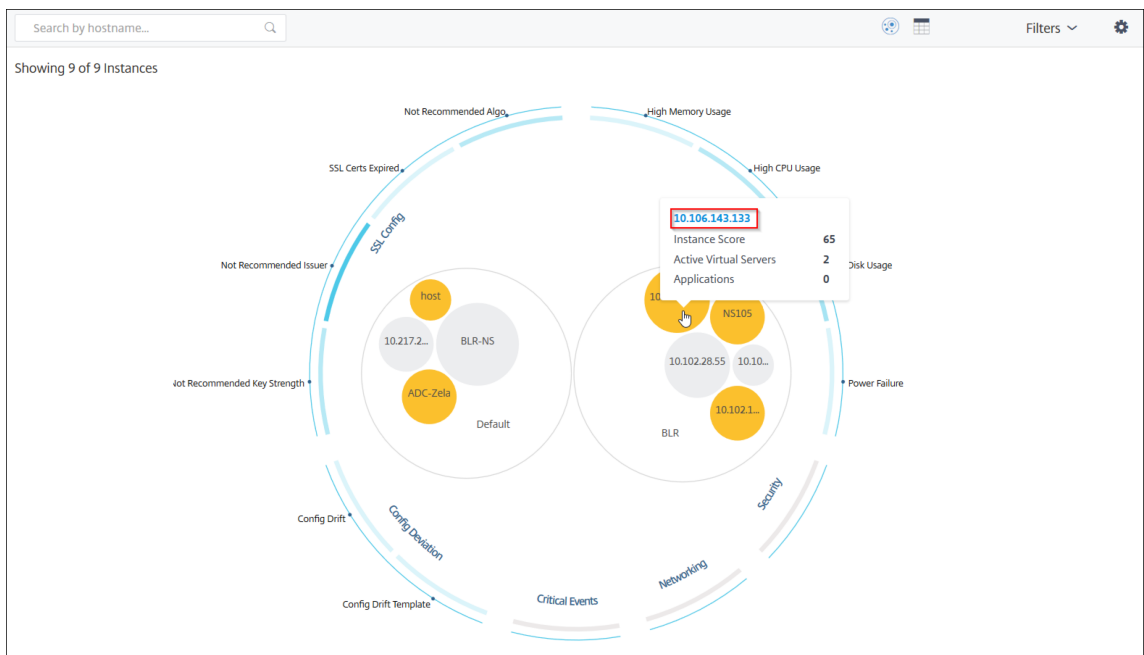 Search by hostname...
Filters
Showing 9 of 9 Instances
Not Recommended Algo
High Memory Usage
SSL Certs Expired
High CPU Usage
SSL Config
10.106.143.133
Instance Score 65
Active Virtual Servers 2
Applications 0
Not Recommended Issuer
Disk Usage
host
10
NS105
10.217.2...
BLR-NS
10.102.28.55
10.10...
Not Recommended Key Strength
Power Failure
ADC-Zela
10.102.1...
Default
BLR
Security
Config Drift
Config Deviation
Networking
Critical Events
Config Drift Template